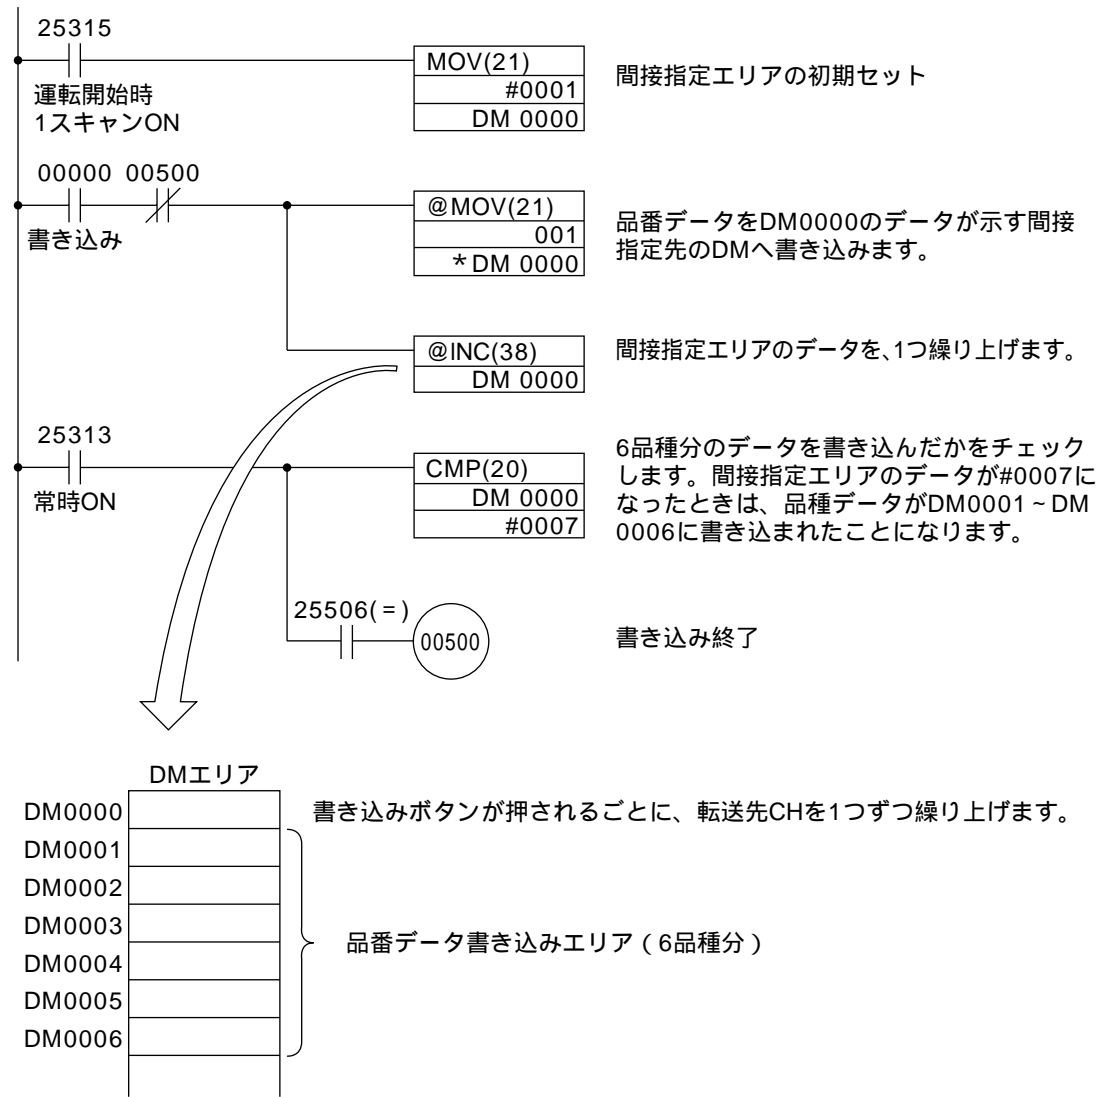 25315
運転開始時
1スキャンON
MOV(21)
#0001
DM 0000
間接指定エリアの初期セット
00000 00500
書き込み
@MOV(21)
001
*DM 0000
品番データをDM0000のデータが示す間接
指定先のDMへ書き込みます。
@INC(38)
DM 0000
間接指定エリアのデータを、1つ繰り上げます。
25313
常時ON
CMP(20)
DM 0000
#0007
6品種分のデータを書き込んだかをチェック
します。間接指定エリアのデータが#0007に
なったときは、品種データがDM0001~DM
0006に書き込まれたことになります。
25506(=)
00500
書き込み終了
DMエリア
DM0000
書き込みボタンが押されるごとに、転送先CHを1つずつ繰り上げます。
DM0001
DM0002
DM0003
DM0004
DM0005
DM0006
品番データ書き込みエリア(6品種分)